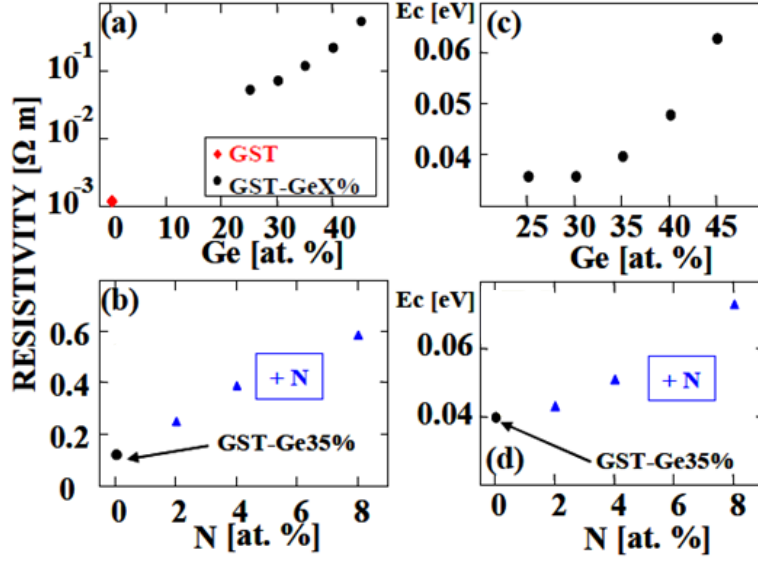 RESISTIVITY [Ω m]
(a)
10⁻¹
10⁻²
10⁻³
GST
GST-GeX%
0 10 20 30 40
Ge [at. %]
Ec [eV]
(c)
0.06
0.05
0.04
25 30 35 40 45
Ge [at. %]
(b)
0.6
0.4
0.2
0
+ N
GST-Ge35%
0 2 4 6 8
N [at. %]
Ec [eV]
0.06
0.04
+ N
(d)
GST-Ge35%
0 2 4 6 8
N [at. %]